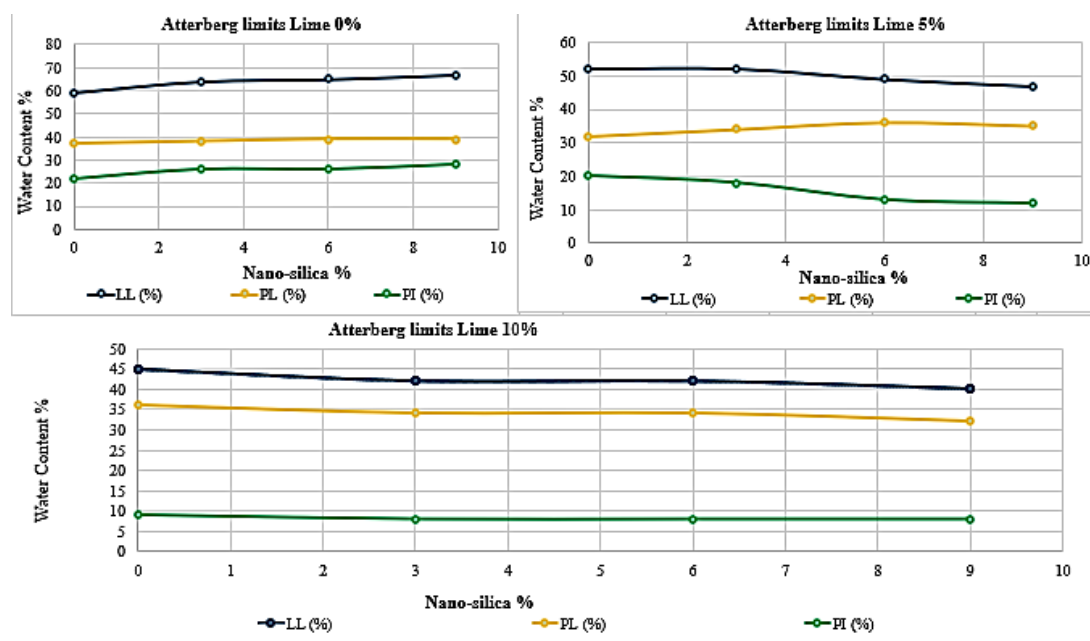 Atterberg limits Lime 0%
Water Content %
80
70
60
50
40
30
20
10
0
0 2 4 6 8 10
Nano-silica %
LL (%) PL (%) PI (%)
Atterberg limits Lime 5%
Water Content %
60
50
40
30
20
10
0
0 2 4 6 8 10
Nano-silica %
LL (%) PL (%) PI (%)
Atterberg limits Lime 10%
Water Content %
50
45
40
35
30
25
20
15
10
5
0
0 1 2 3 4 5 6 7 8 9 10
Nano-silica %
LL (%) PL (%) PI (%)